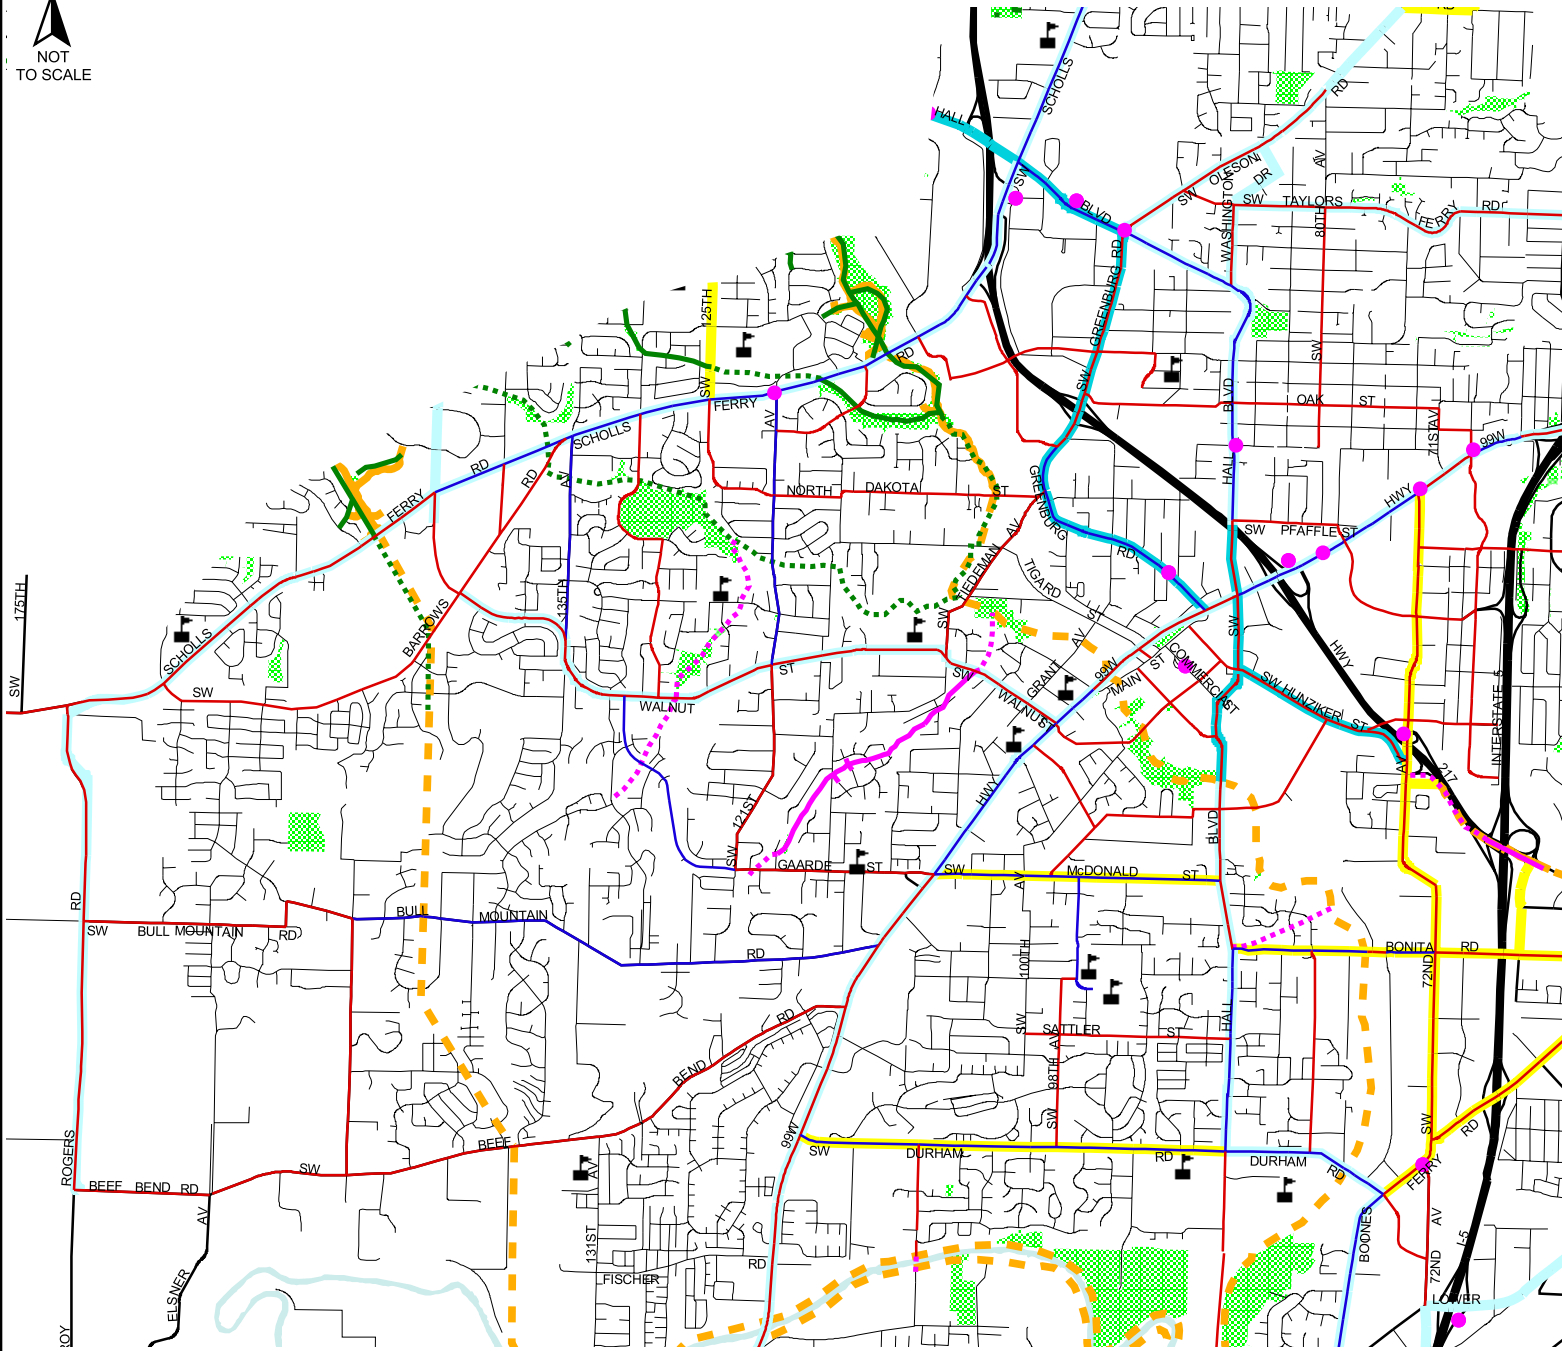 NOT
TO SCALE
RD
SCHOLLS
HALL
RD
AV
OLESON
DR
SW
SW
SW
TAYLORS
RD
FERRY
BLVD
WASHINGTON
80TH
RD
GREENBURG
125TH
SW
RD
FERRY
SW
SW
AV
BLVD
OAK ST
SCHOLLS
71ST AV
99W
RD
RD
AV
HALL
NORTH DAKOTA ST
HWY
FERRY
GREENBURG
SW PFAFFLE ST
RD
AV
TIEDEMAN
TIGARD ST
175TH
135TH
BARROWS
SW
SW
AV
HWY
SCHOLLS
ST
99W
MAIN ST
COMMERCIAL
ST
SW
SW
GRANT
SW HUNZIKER ST
SW
WALNUT
WALNUT
ST
INTERSTATE 5
AV
217
HWY
121ST
BLVD
SW
GAARDE ST
SW
McDONALD ST
AV
RD
BULL MOUNTAIN
SW BULL MOUNTAIN RD
RD
BONITA RD
100TH
72ND
RD
SW
SATTLER ST
HALL
BEND
AV
98TH
SW
SW
RD
ROGERS
BEEF
99W
SW DURHAM RD
DURHAM
RD
SW
AV
FERRY
BEEF BEND RD
AV
131ST
AV
BOONES
RD
I-5
FISCHER
72ND
ELSNER
LOWER
ROY